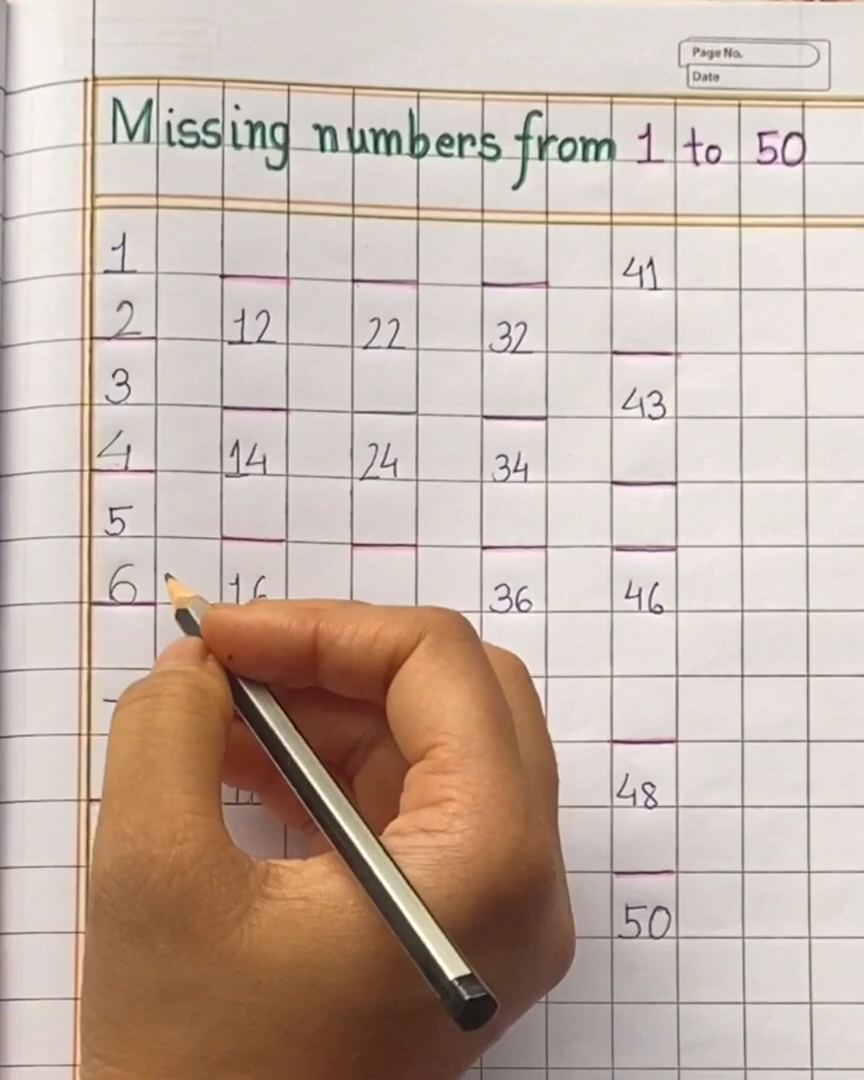 Page No.
Date
Missing numbers from 1 to 50
1 41
2 12 22 32
3 43
4 14 24 34
5
6 16 36 46
48
50